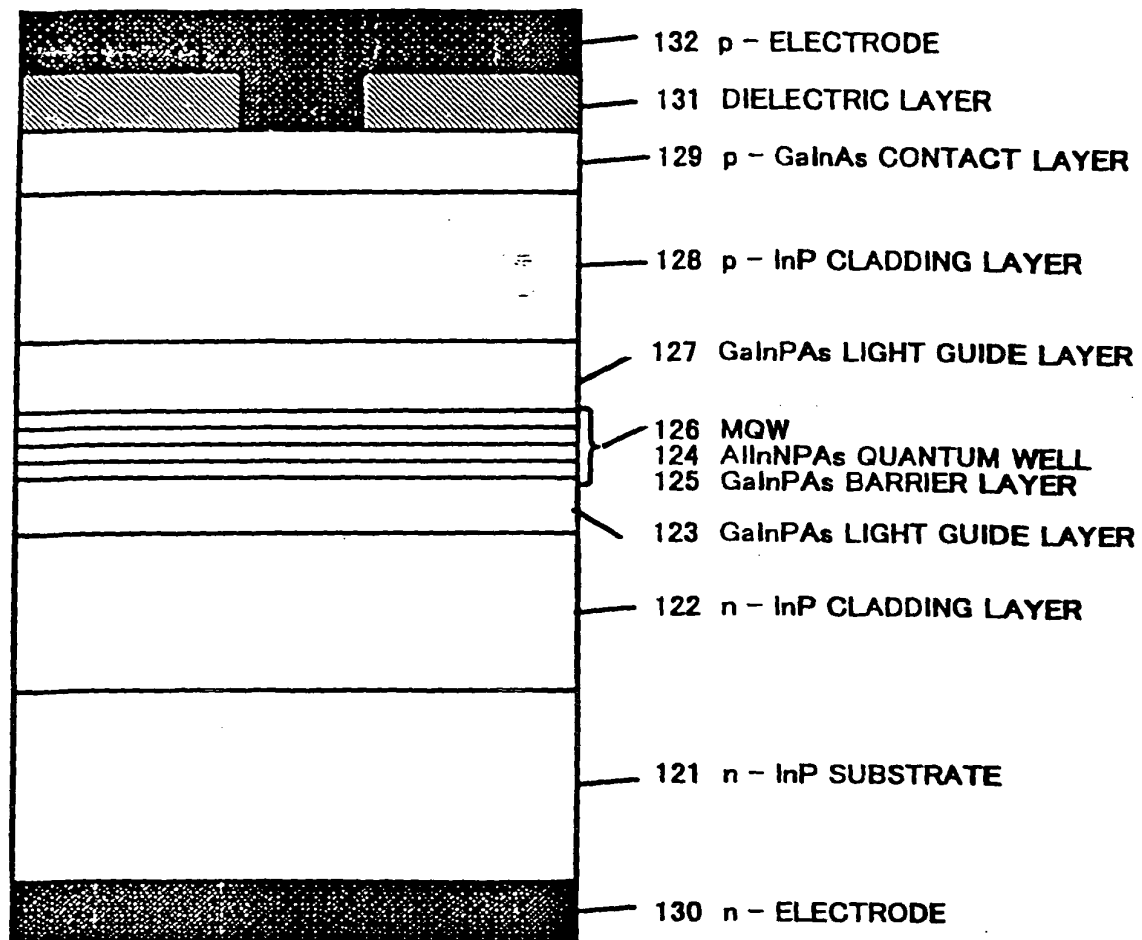 132 p - ELECTRODE
131 DIELECTRIC LAYER
129 p - GaInAs CONTACT LAYER
128 p - InP CLADDING LAYER
127 GaInPAs LIGHT GUIDE LAYER
126 MQW
124 AlInNPAs QUANTUM WELL
125 GaInPAs BARRIER LAYER
123 GaInPAs LIGHT GUIDE LAYER
122 n - InP CLADDING LAYER
121 n - InP SUBSTRATE
130 n - ELECTRODE